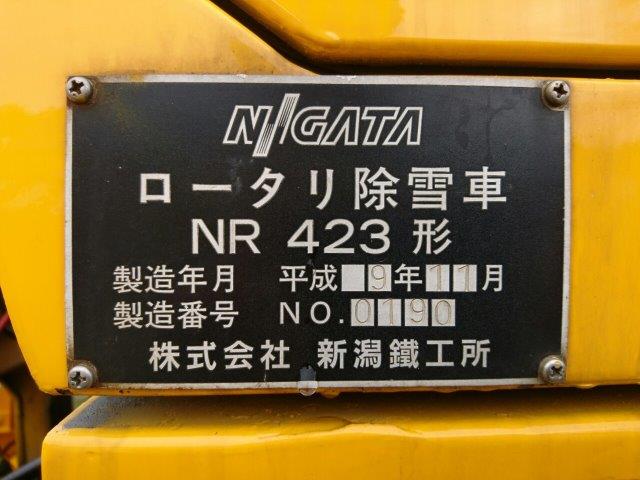 NIIGATA
ロータリ除雪車
NR 423 形
製造年月 平成 9年11月
製造番号 NO.0190
株式会社 新潟鐵工所